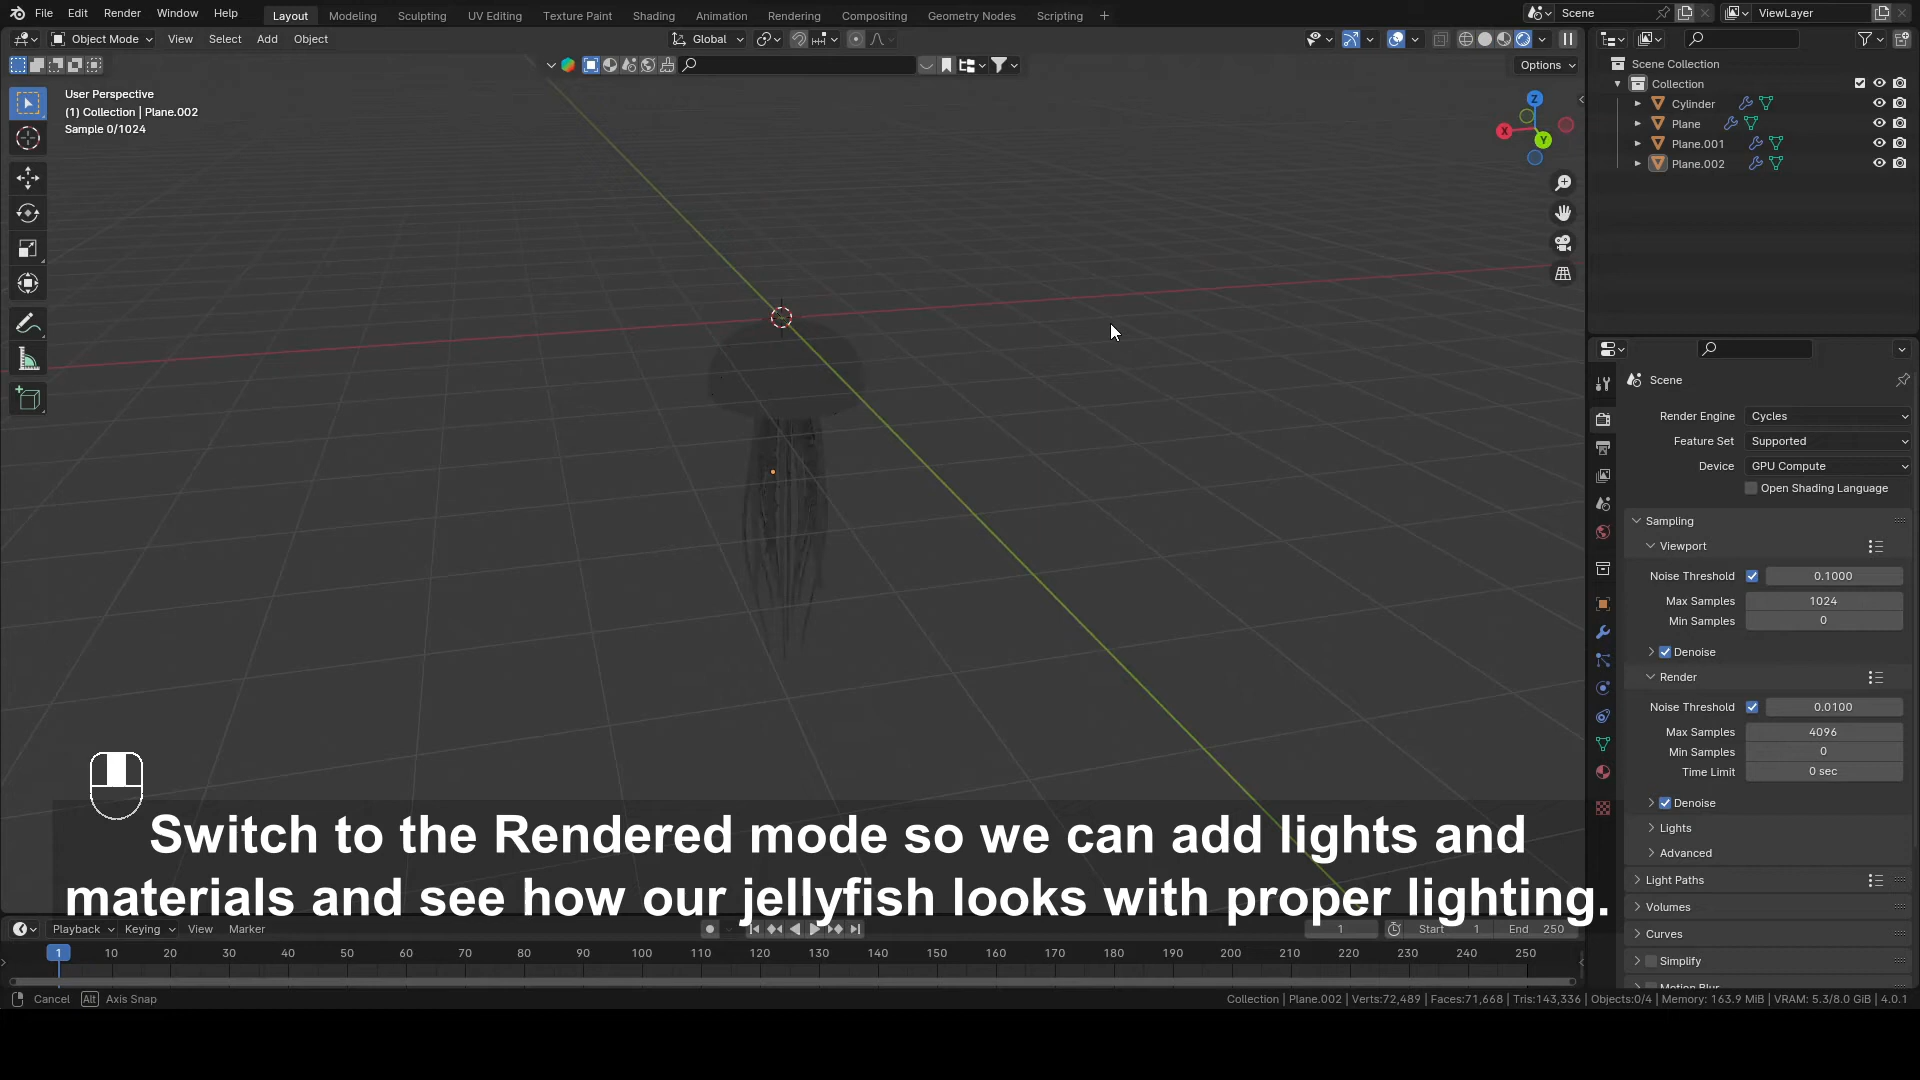 File Edit Render Window Help Layout Modeling Sculpting UV Editing Texture Paint Shading Animation Rendering Compositing Geometry Nodes Scripting + Scene ViewLayer
Object Mode View Select Add Object Global
Options
User Perspective
(1) Collection | Plane.002
Sample 0/1024
Z
X
Y
Scene Collection
Collection
Cylinder
Plane
Plane.001
Plane.002
Scene
Render Engine Cycles
Feature Set Supported
Device GPU Compute
Open Shading Language
Sampling
Viewport
Noise Threshold 0.1000
Max Samples 1024
Min Samples 0
Denoise
Render
Noise Threshold 0.0100
Max Samples 4096
Min Samples 0
Time Limit 0 sec
Denoise
Lights
Advanced
Light Paths
Volumes
Curves
Simplify
Motion Blur
Switch to the Rendered mode so we can add lights and
materials and see how our jellyfish looks with proper lighting.
Playback Keying View Marker 1 Start 1 End 250
1 10 20 30 40 50 60 70 80 90 100 110 120 130 140 150 160 170 180 190 200 210 220 230 240 250
Cancel Alt Axis Snap Collection | Plane.002 | Verts:72,489 | Faces:71,668 | Tris:143,336 | Objects:0/4 | Memory: 163.9 MiB | VRAM: 5.3/8.0 GiB | 4.0.1